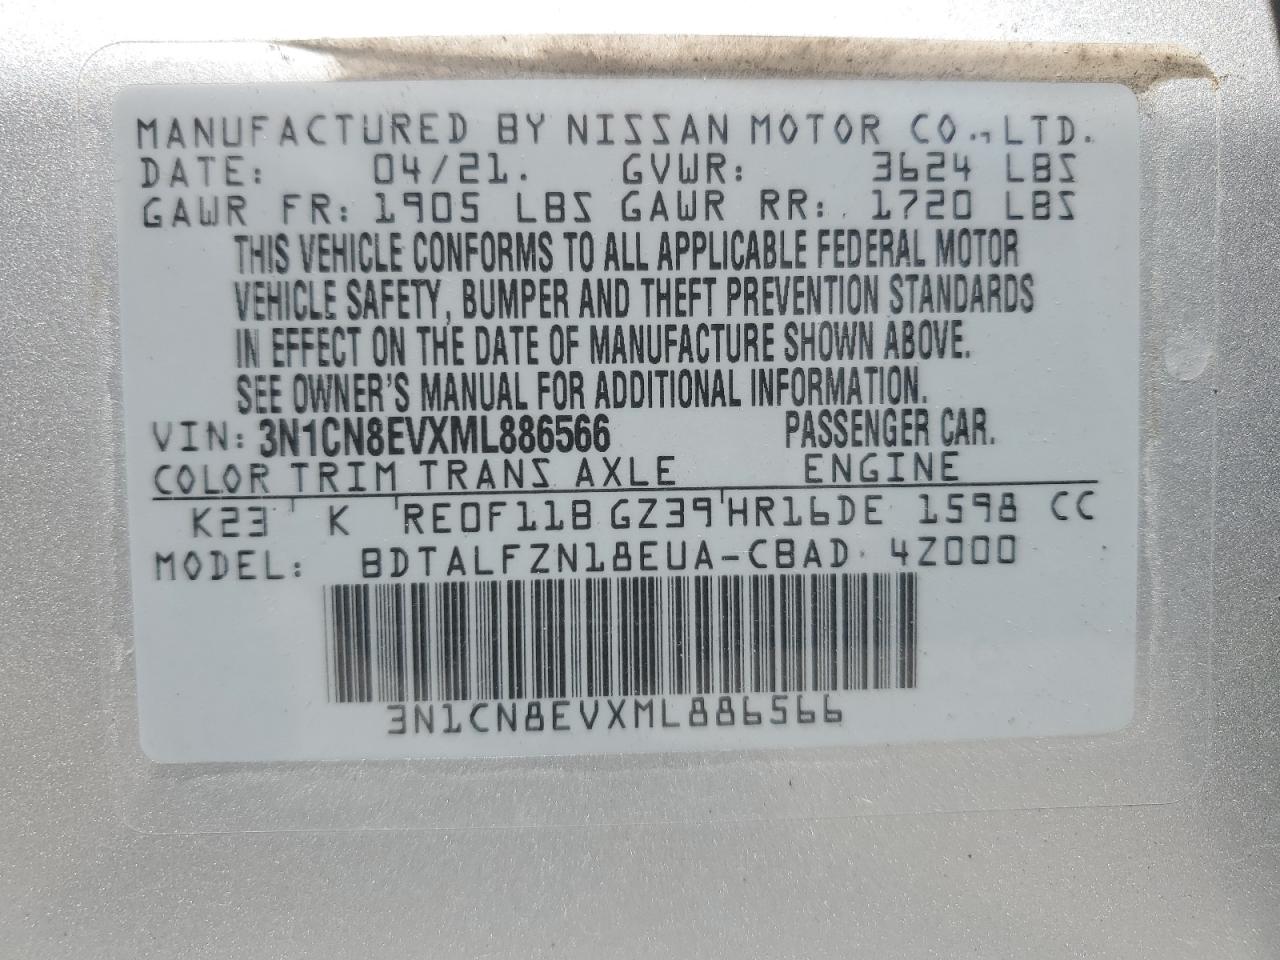 MANUFACTURED BY NISSAN MOTOR CO., LTD.
DATE: 04/21. GVWR: 3624 LBS
GAWR FR: 1905 LBS GAWR RR: 1720 LBS
THIS VEHICLE CONFORMS TO ALL APPLICABLE FEDERAL MOTOR
VEHICLE SAFETY, BUMPER AND THEFT PREVENTION STANDARDS
IN EFFECT ON THE DATE OF MANUFACTURE SHOWN ABOVE.
SEE OWNER'S MANUAL FOR ADDITIONAL INFORMATION.
VIN: 3N1CN8EVXML886566 PASSENGER CAR.
COLOR TRIM TRANS AXLE ENGINE
K23 K RE0F11B GZ39 HR16DE 1598 CC
MODEL: BDTALFZN18EUA-CBAD 4Z000
3N1CN8EVXML886566